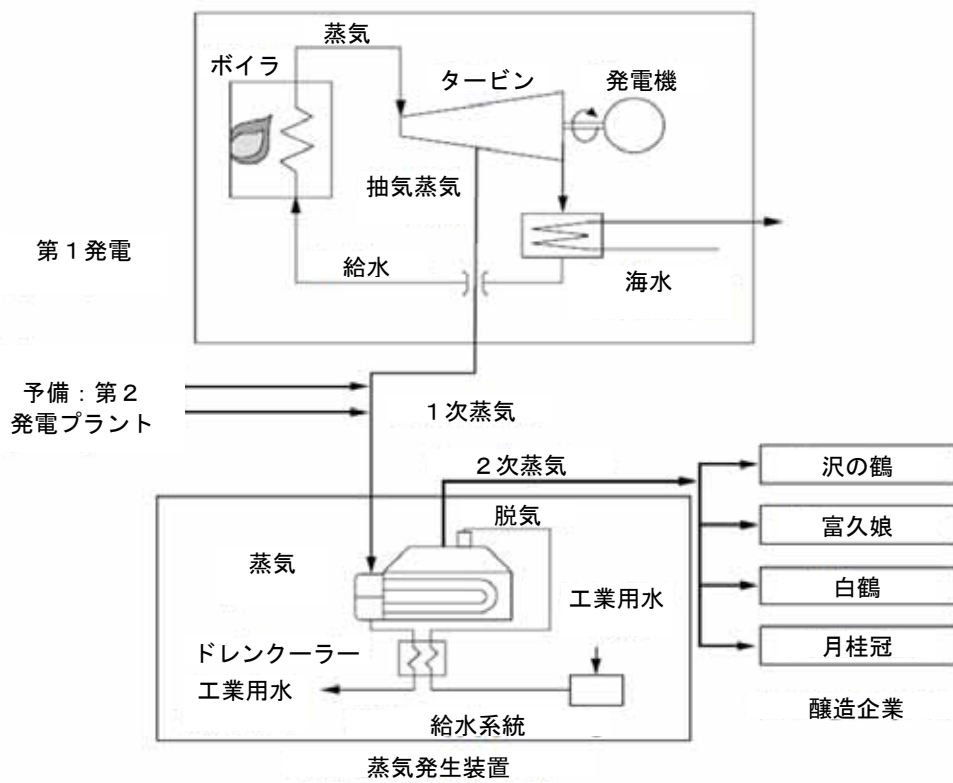 蒸気
ボイラ
タービン
発電機
抽気蒸気
第１発電
給水
海水
予備：第２
発電プラント
１次蒸気
２次蒸気
沢の鶴
脱気
富久娘
蒸気
工業用水
白鶴
月桂冠
ドレンクーラー
工業用水
給水系統
醸造企業
蒸気発生装置